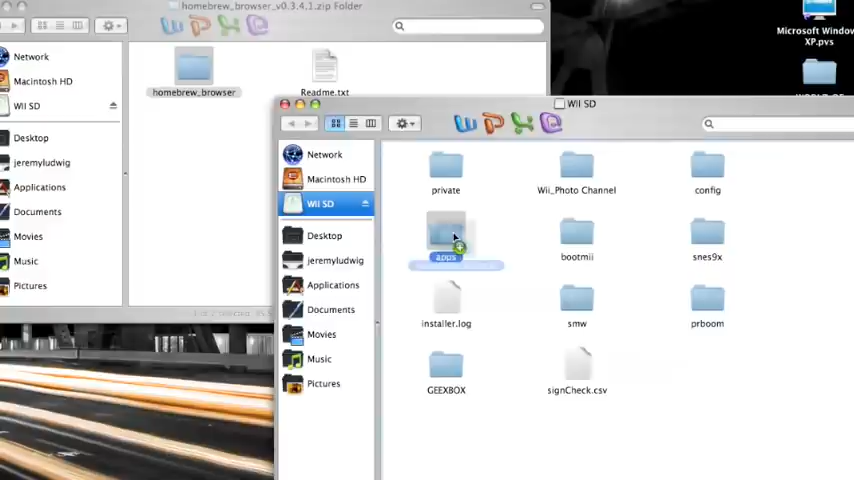 homebrew_browser_v0.3.4.1.zip Folder
Network
Macintosh HD
WII SD
Desktop
jeremyludwig
Applications
Documents
Movies
Music
Pictures
homebrew_browser
Readme.txt
Microsoft Window
XP.pvs
WII SD
Network
Macintosh HD
WII SD
Desktop
jeremyludwig
Applications
Documents
Movies
Music
Pictures
private
Wii_Photo Channel
config
apps
bootmii
snes9x
installer.log
smw
prboom
GEEXBOX
signCheck.csv